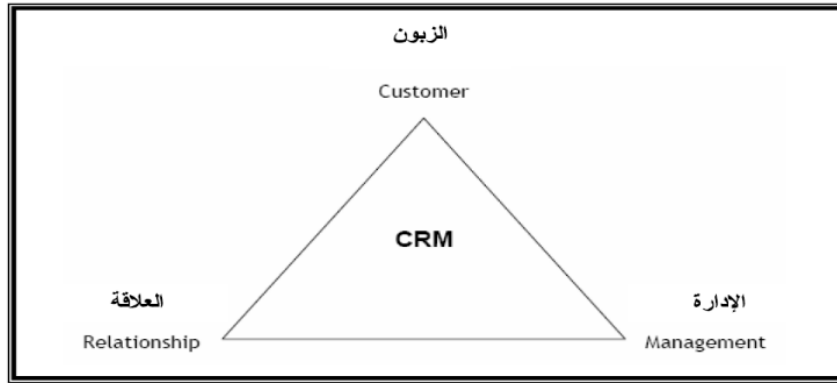 الزبون
Customer
CRM
العلاقة
الإدارة
Relationship
Management